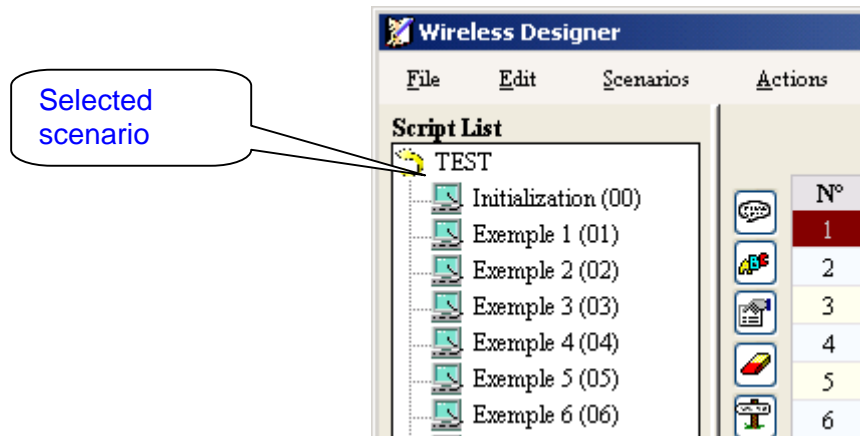 Wireless Designer
File Edit Scenarios Actions
Selected
scenario
Script List
TEST
Initialization (00)
Exemple 1 (01)
Exemple 2 (02)
Exemple 3 (03)
Exemple 4 (04)
Exemple 5 (05)
Exemple 6 (06)
N°
1
2
3
4
5
6